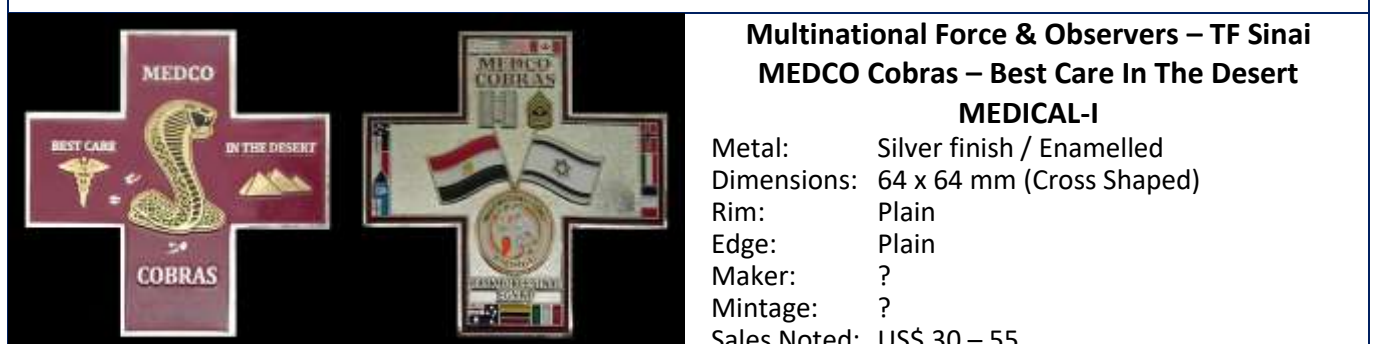 MEDCO
BEST CARE
IN THE DESERT
COBRAS
MEDCO
COBRAS
EGYPT
Multinational Force & Observers – TF Sinai
MEDCO Cobras – Best Care In The Desert
MEDICAL-I
Metal: Silver finish / Enamelled
Dimensions: 64 x 64 mm (Cross Shaped)
Rim: Plain
Edge: Plain
Maker: ?
Mintage: ?
Sales Noted: US$ 30 – 55